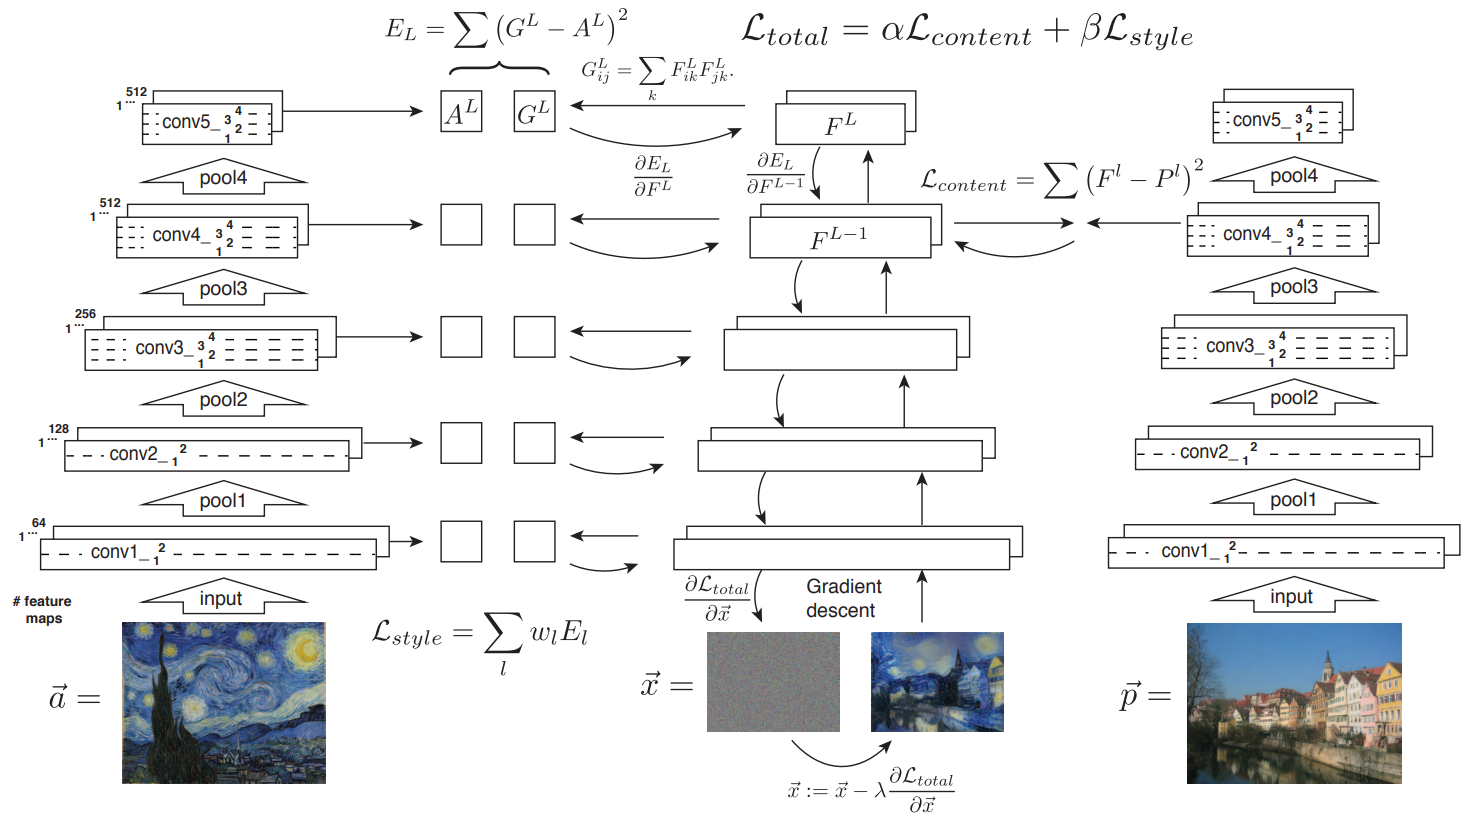 E_L = ∑ (G^L − A^L)^2
𝓛_total = α𝓛_content + β𝓛_style
G^L_ij = ∑_k F^L_ik F^L_jk.
1 ... 512
conv5_ 1 2 3 4
A^L
G^L
F^L
conv5_ 1 2 3 4
∂E_L / ∂F^L
∂E_L / ∂F^{L−1}
𝓛_content = ∑ (F^l − P^l)^2
pool4
pool4
1 ... 512
conv4_ 1 2 3 4
F^{L−1}
conv4_ 1 2 3 4
pool3
pool3
1 ... 256
conv3_ 1 2 3 4
conv3_ 1 2 3 4
pool2
pool2
1 ... 128
conv2_ 1 2
conv2_ 1 2
pool1
pool1
1 ... 64
conv1_ 1 2
conv1_ 1 2
input
# feature
maps
∂𝓛_total / ∂x⃗
Gradient
descent
input
𝓛_style = ∑_l w_l E_l
a⃗ =
x⃗ =
p⃗ =
x⃗ := x⃗ − λ ∂𝓛_total / ∂x⃗